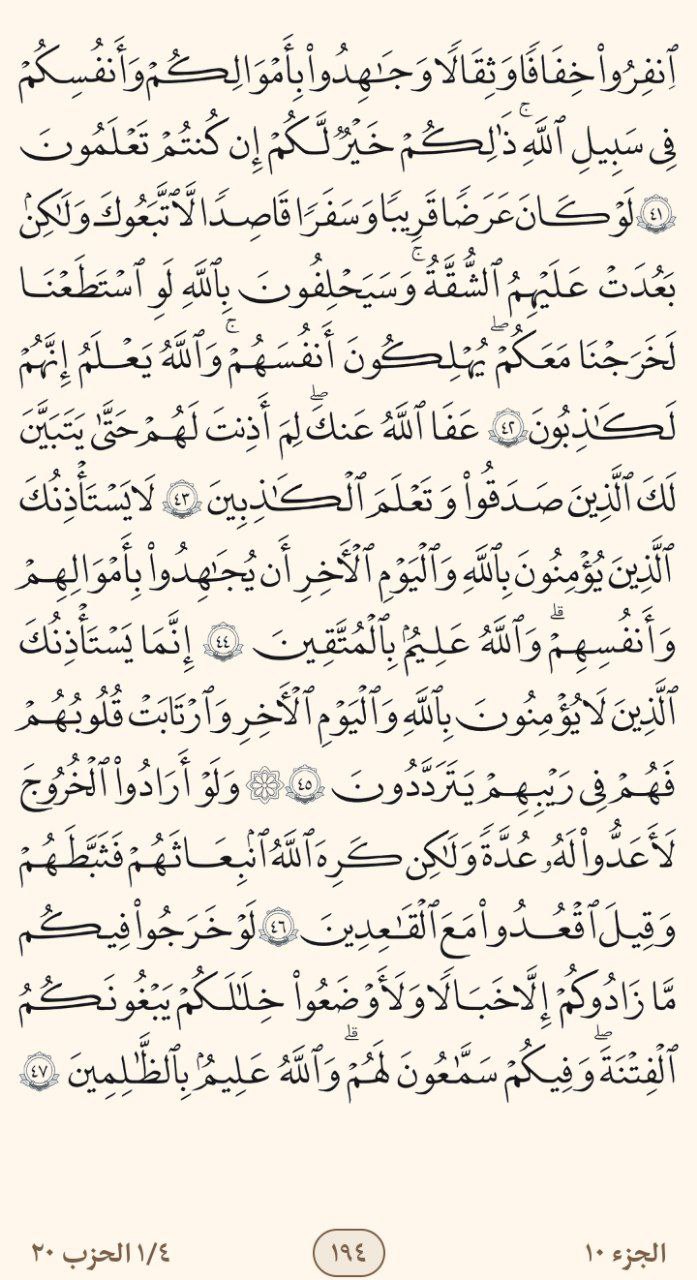 ٱنفِرُوا۟ خِفَافًا وَثِقَالًا وَجَـٰهِدُوا۟ بِأَمْوَٰلِكُمْ وَأَنفُسِكُمْ
فِى سَبِيلِ ٱللَّهِ ۚ ذَٰلِكُمْ خَيْرٌ لَّكُمْ إِن كُنتُمْ تَعْلَمُونَ
٤١ لَوْ كَانَ عَرَضًا قَرِيبًا وَسَفَرًا قَاصِدًا لَّٱتَّبَعُوكَ وَلَـٰكِنۢ
بَعُدَتْ عَلَيْهِمُ ٱلشُّقَّةُ ۚ وَسَيَحْلِفُونَ بِٱللَّهِ لَوِ ٱسْتَطَعْنَا
لَخَرَجْنَا مَعَكُمْ ۖ يُهْلِكُونَ أَنفُسَهُمْ ۚ وَٱللَّهُ يَعْلَمُ إِنَّهُمْ
لَكَـٰذِبُونَ ٤٢ عَفَا ٱللَّهُ عَنكَ ۖ لِمَ أَذِنتَ لَهُمْ حَتَّىٰ يَتَبَيَّنَ
لَكَ ٱلَّذِينَ صَدَقُوا۟ وَتَعْلَمَ ٱلْكَـٰذِبِينَ ٤٣ لَا يَسْتَـْٔذِنُكَ
ٱلَّذِينَ يُؤْمِنُونَ بِٱللَّهِ وَٱلْيَوْمِ ٱلْـَٔاخِرِ أَن يُجَـٰهِدُوا۟ بِأَمْوَٰلِهِمْ
وَأَنفُسِهِمْ ۗ وَٱللَّهُ عَلِيمٌۢ بِٱلْمُتَّقِينَ ٤٤ إِنَّمَا يَسْتَـْٔذِنُكَ
ٱلَّذِينَ لَا يُؤْمِنُونَ بِٱللَّهِ وَٱلْيَوْمِ ٱلْـَٔاخِرِ وَٱرْتَابَتْ قُلُوبُهُمْ
فَهُمْ فِى رَيْبِهِمْ يَتَرَدَّدُونَ ٤٥ ۞ وَلَوْ أَرَادُوا۟ ٱلْخُرُوجَ
لَأَعَدُّوا۟ لَهُۥ عُدَّةً وَلَـٰكِن كَرِهَ ٱللَّهُ ٱنۢبِعَاثَهُمْ فَثَبَّطَهُمْ
وَقِيلَ ٱقْعُدُوا۟ مَعَ ٱلْقَـٰعِدِينَ ٤٦ لَوْ خَرَجُوا۟ فِيكُم
مَّا زَادُوكُمْ إِلَّا خَبَالًا وَلَأَوْضَعُوا۟ خِلَـٰلَكُمْ يَبْغُونَكُمُ
ٱلْفِتْنَةَ ۖ وَفِيكُمْ سَمَّـٰعُونَ لَهُمْ ۗ وَٱللَّهُ عَلِيمٌۢ بِٱلظَّـٰلِمِينَ ٤٧
الجزء ١٠ ١٩٤ ١/٤ الحزب ٢٠